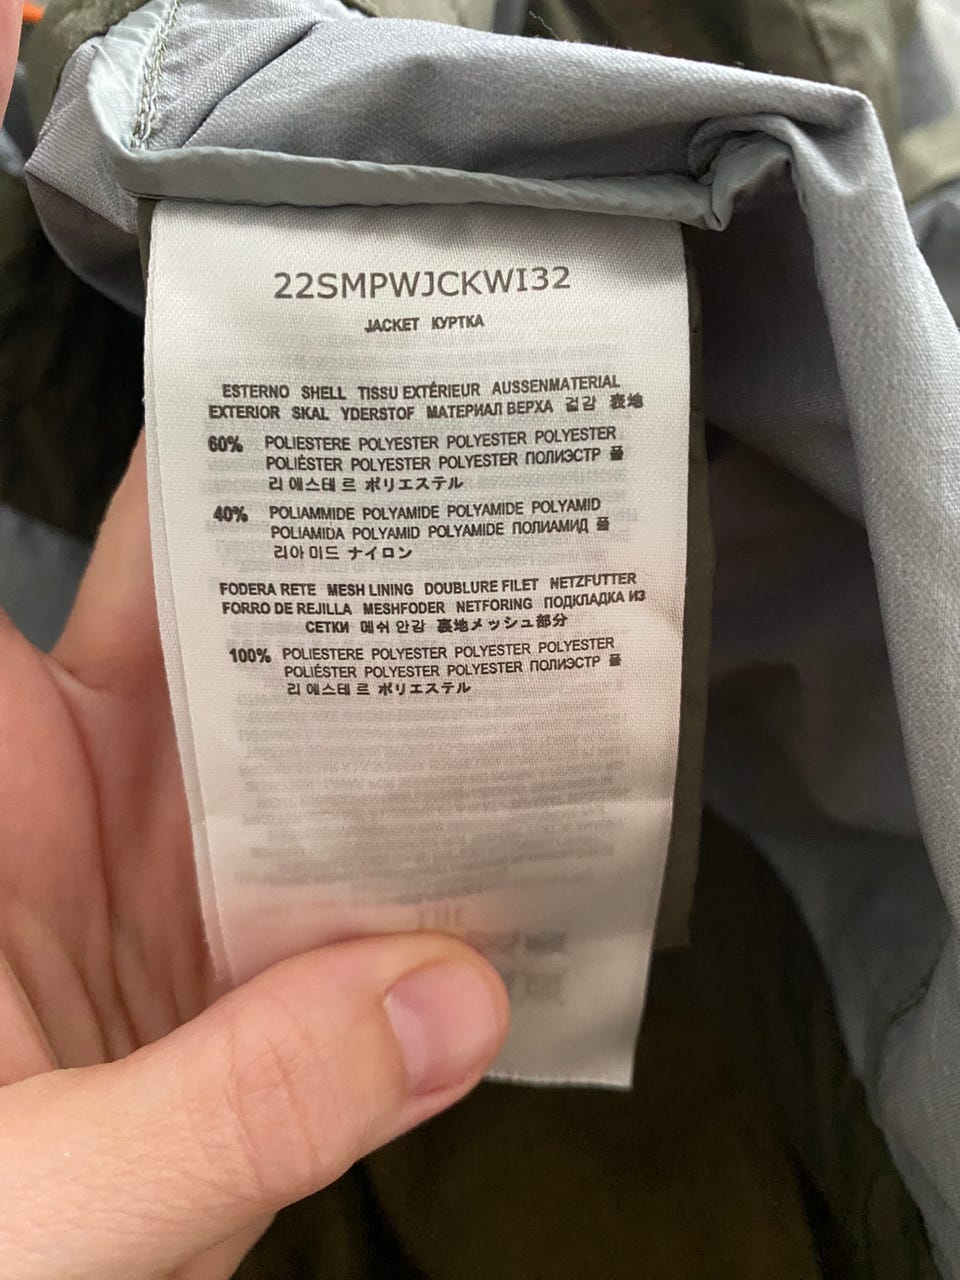 22SMPWJCKWI32
JACKET КУРТКА
ESTERNO SHELL TISSU EXTÉRIEUR AUSSENMATERIAL
EXTERIOR SKAL YDERSTOF МАТЕРИАЛ ВЕРХА 겉감 表地
60% POLIESTERE POLYESTER POLYESTER POLYESTER
POLIÉSTER POLYESTER POLYESTER ПОЛИЭСТР 폴
리 에스테 르 ポリエステル
40% POLIAMMIDE POLYAMIDE POLYAMIDE POLYAMID
POLIAMIDA POLYAMID POLYAMIDE ПОЛИАМИД 폴
리아 미드 ナイロン
FODERA RETE MESH LINING DOUBLURE FILET NETZFUTTER
FORRO DE REJILLA MESHFODER NETFORING ПОДКЛАДКА ИЗ
СЕТКИ 메쉬 안감 裏地メッシュ部分
100% POLIESTERE POLYESTER POLYESTER POLYESTER
POLIÉSTER POLYESTER POLYESTER ПОЛИЭСТР 폴
리 에스테 르 ポリエステル